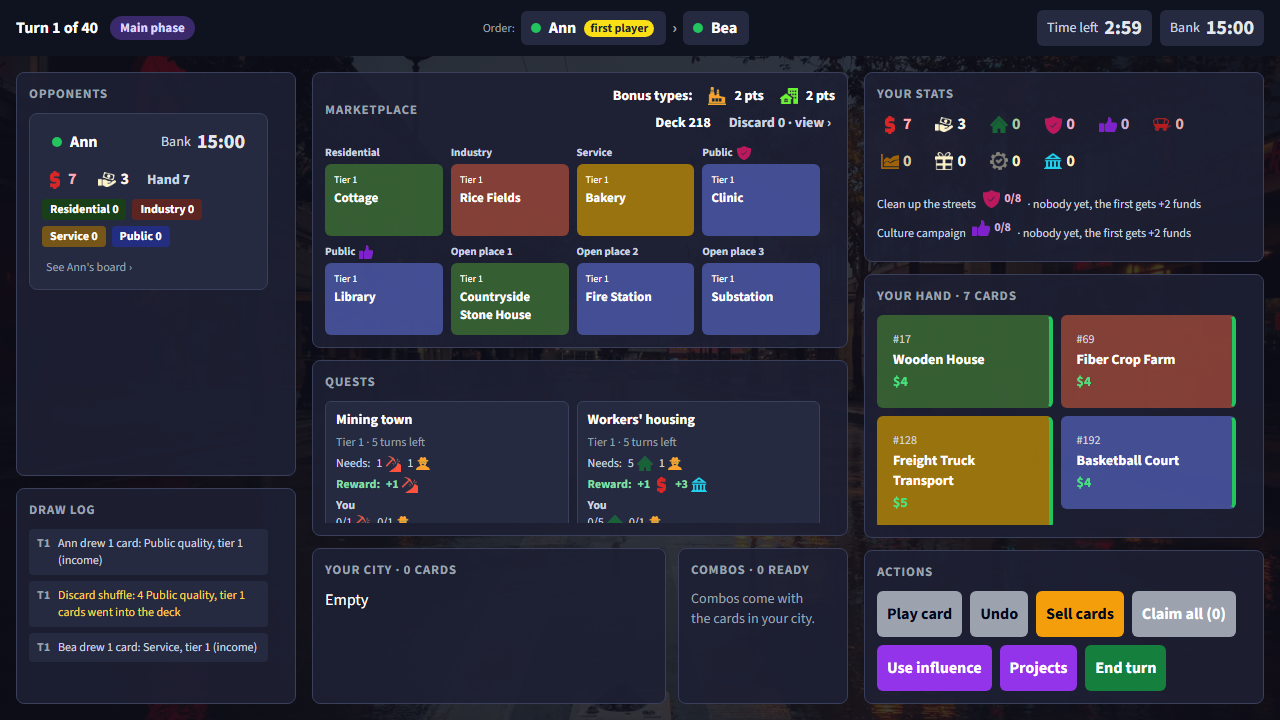 Turn 1 of 40
Main phase
Order:
Ann
first player
›
Bea
Time left 2:59
Bank 15:00
OPPONENTS
Ann
Bank 15:00
7
3
Hand 7
Residential 0
Industry 0
Service 0
Public 0
See Ann's board ›
DRAW LOG
T1 Ann drew 1 card: Public quality, tier 1
(income)
T1 Discard shuffle: 4 Public quality, tier 1
cards went into the deck
T1 Bea drew 1 card: Service, tier 1 (income)
MARKETPLACE
Bonus types: 2 pts 2 pts
Deck 218 Discard 0 · view ›
Residential
Tier 1
Cottage
Industry
Tier 1
Rice Fields
Service
Tier 1
Bakery
Public
Tier 1
Clinic
Public
Tier 1
Library
Open place 1
Tier 1
Countryside
Stone House
Open place 2
Tier 1
Fire Station
Open place 3
Tier 1
Substation
QUESTS
Mining town
Tier 1 · 5 turns left
Needs: 1 1
Reward: +1
You
0/1 0/1
Workers' housing
Tier 1 · 5 turns left
Needs: 5 1
Reward: +1 +3
You
0/5 0/1
YOUR CITY · 0 CARDS
Empty
COMBOS · 0 READY
Combos come with
the cards in your city.
YOUR STATS
7 3 0 0 0 0
0 0 0 0
Clean up the streets 0/8 · nobody yet, the first gets +2 funds
Culture campaign 0/8 · nobody yet, the first gets +2 funds
YOUR HAND · 7 CARDS
#17
Wooden House
$4
#69
Fiber Crop Farm
$4
#128
Freight Truck
Transport
$5
#192
Basketball Court
$4
ACTIONS
Play card
Undo
Sell cards
Claim all (0)
Use influence
Projects
End turn